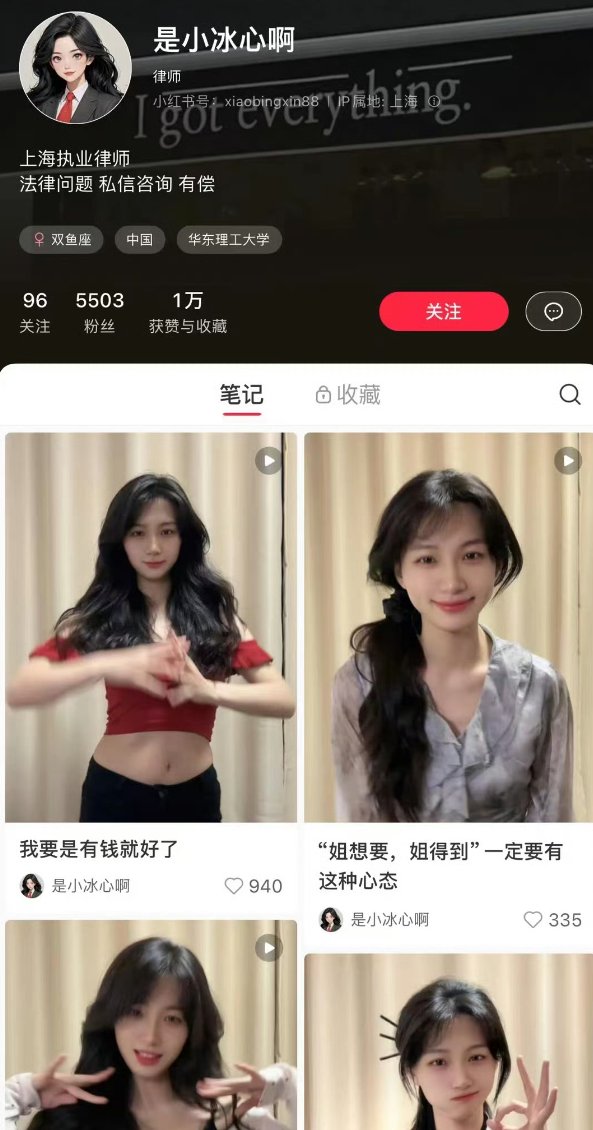 是小冰心啊
律师
小红书号：xiaobingxin88 | IP属地: 上海
I got everything.
上海执业律师
法律问题 私信咨询 有偿
双鱼座 中国 华东理工大学
96 5503 1万
关注 粉丝 获赞与收藏
关注
笔记 收藏
我要是有钱就好了
是小冰心啊 940
“姐想要，姐得到” 一定要有
这种心态
是小冰心啊 335